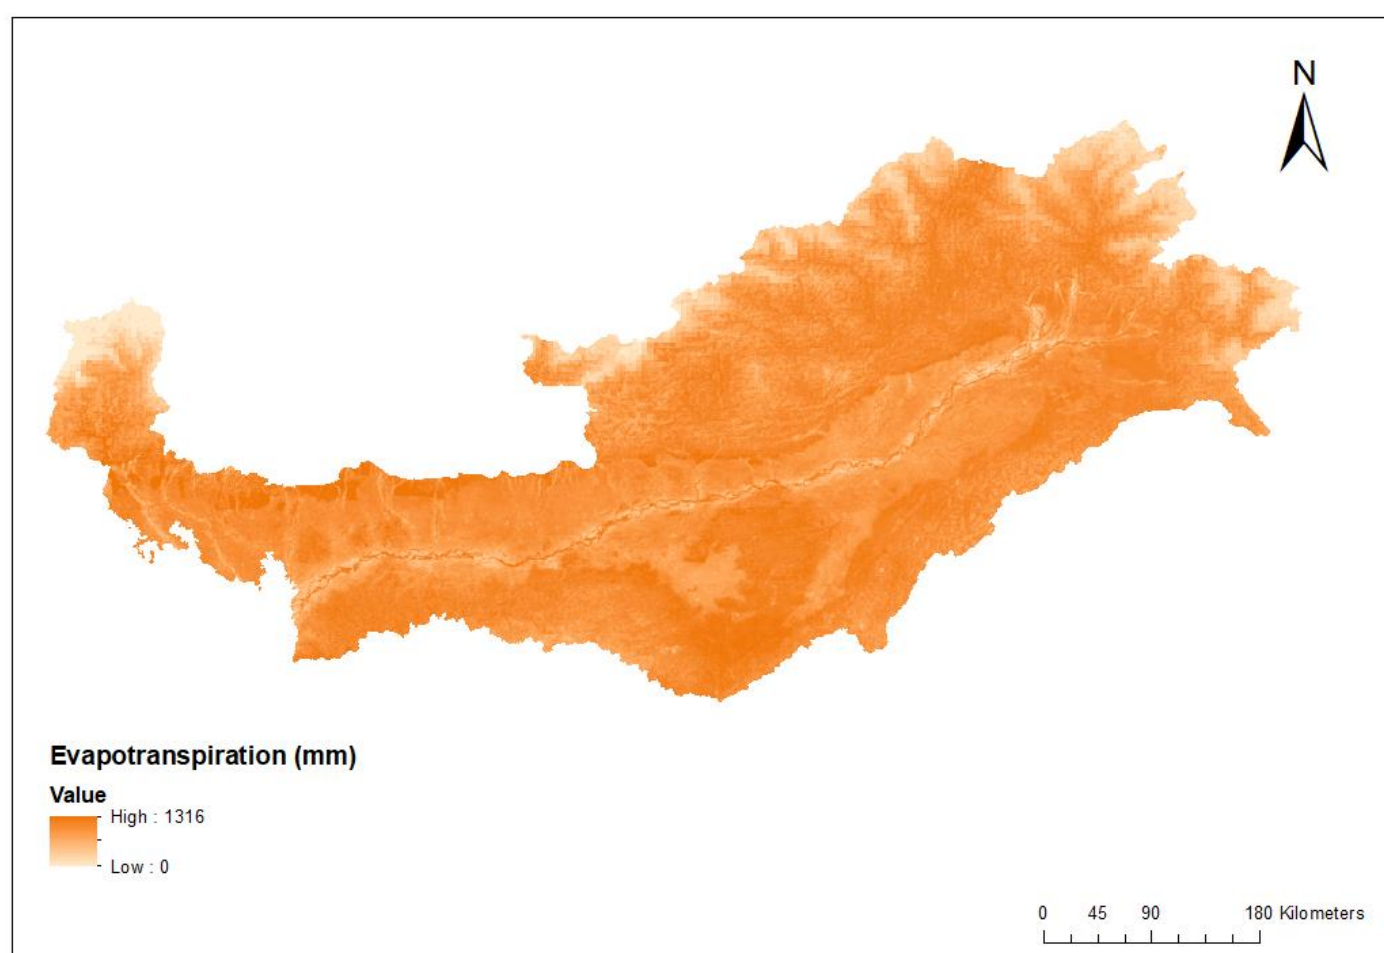 N
Evapotranspiration (mm)
Value
High : 1316
Low : 0
0 45 90 180 Kilometers